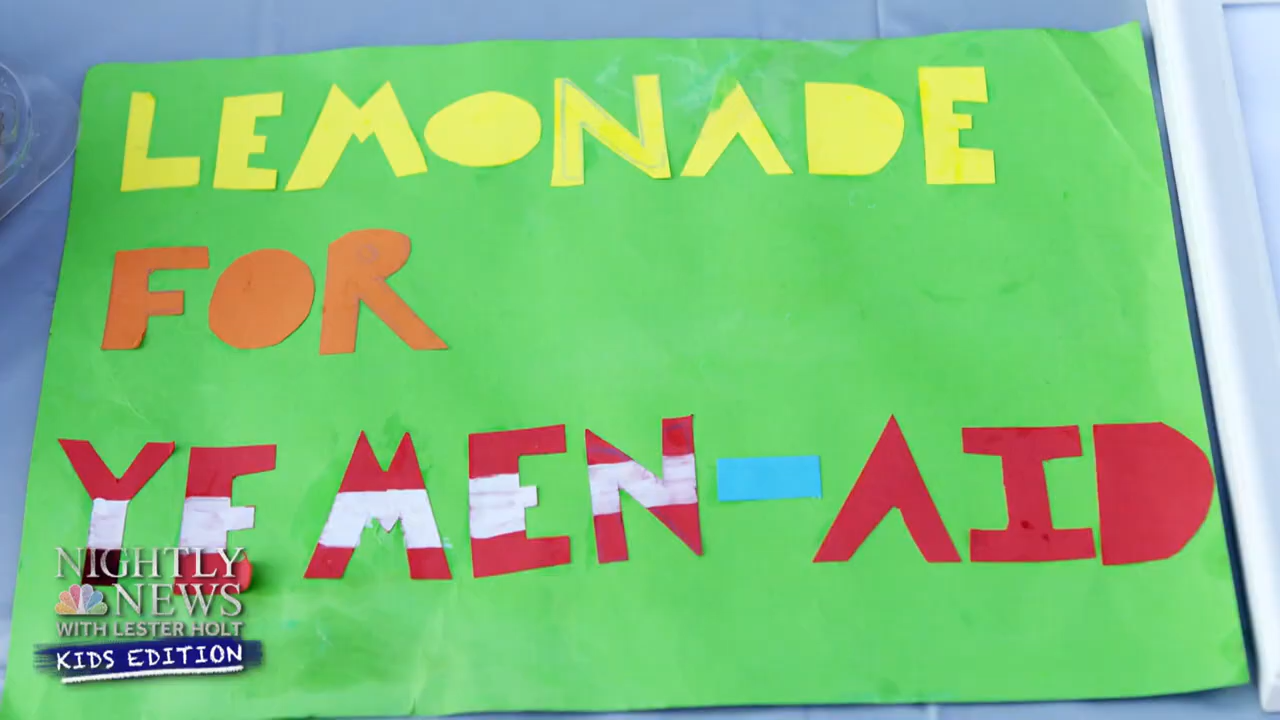 LEMONADE
FOR
YEMEN-AID
NIGHTLY
NEWS
WITH LESTER HOLT
KIDS EDITION